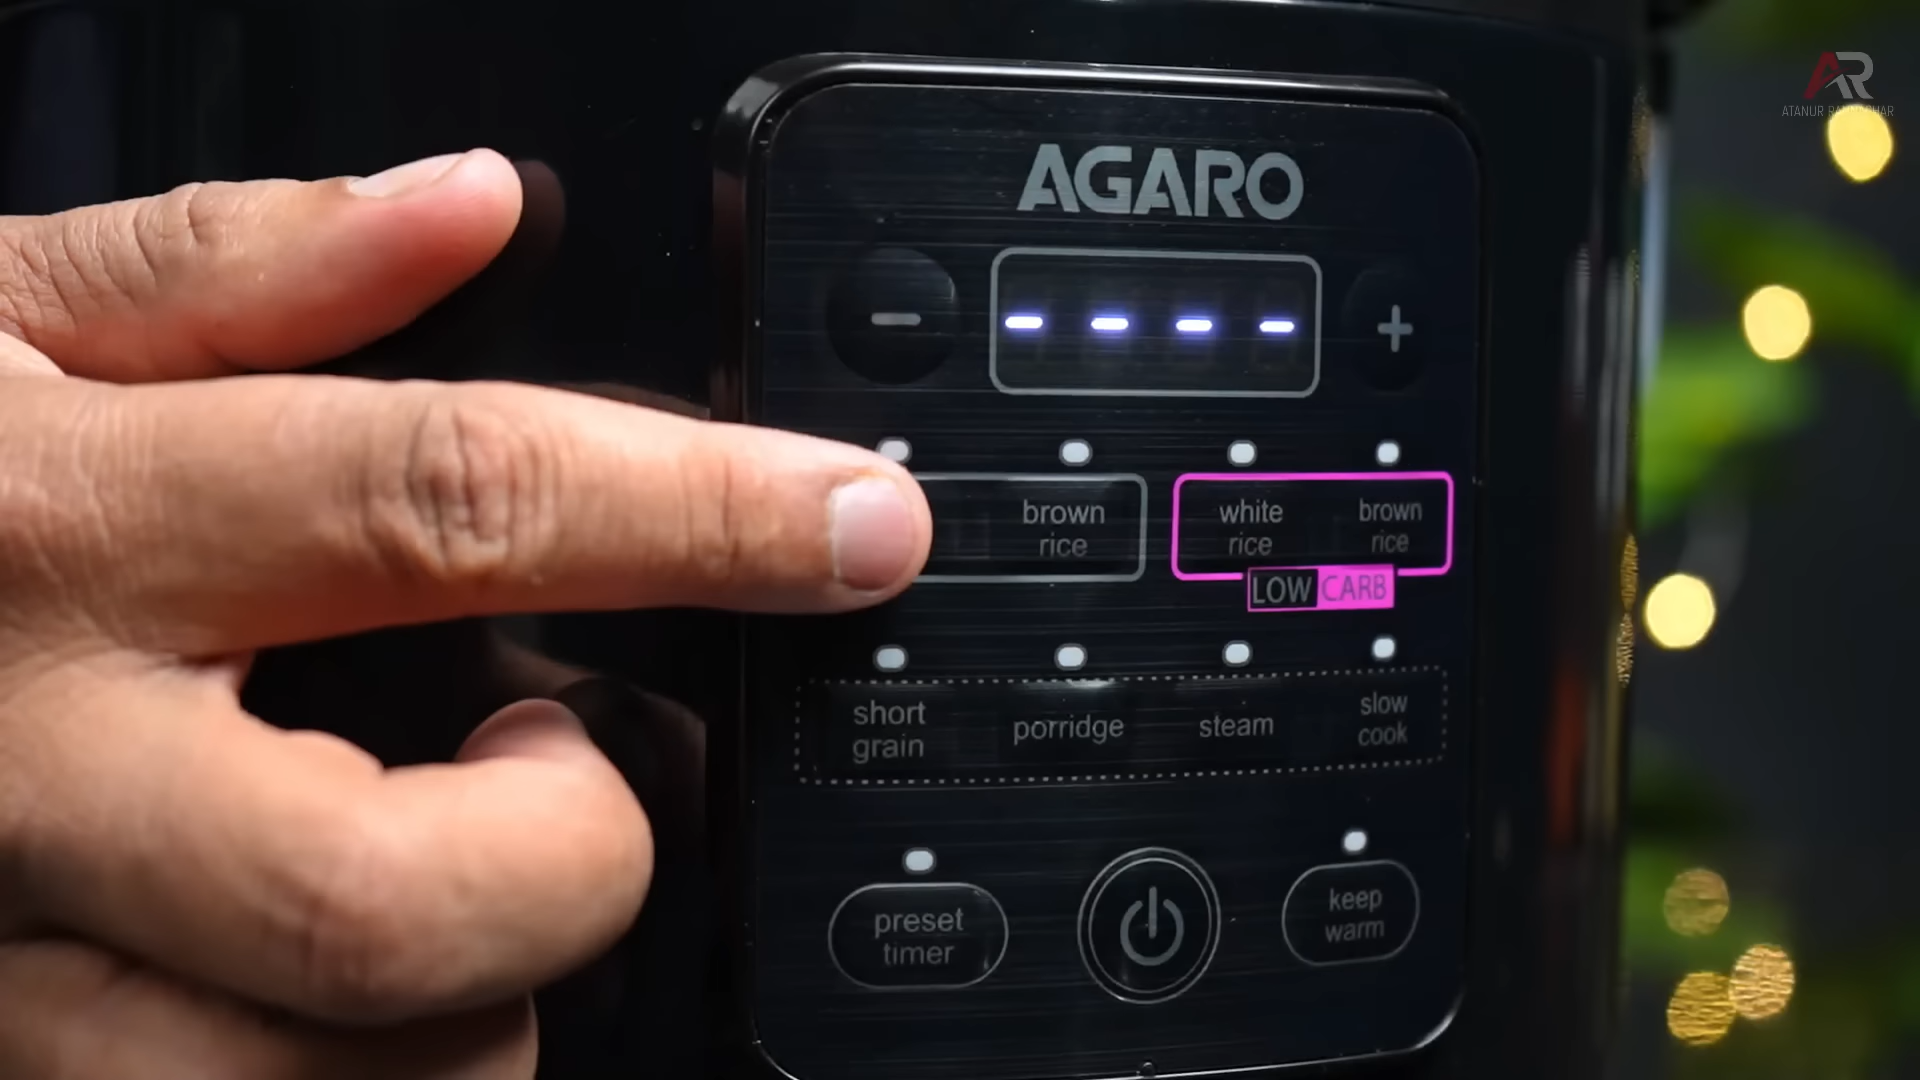 AGARO
- - - -
brown
rice
white
rice
brown
rice
LOW CARB
short
grain
porridge
steam
slow
cook
preset
timer
keep
warm
AR